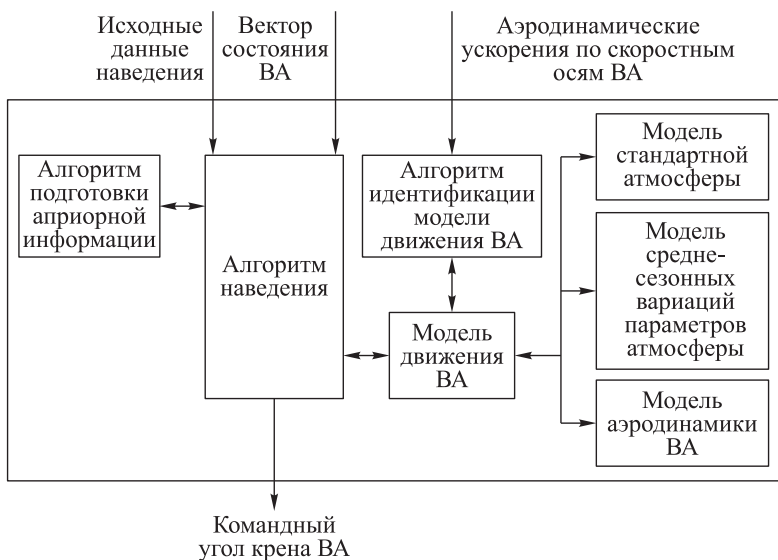 Исходные
данные
наведения
Вектор
состояния
ВА
Аэродинамические
ускорения по скоростным
осям ВА
Алгоритм
подготовки
априорной
информации
Алгоритм
наведения
Алгоритм
идентификации
модели
движения ВА
Модель
движения
ВА
Модель
стандартной
атмосферы
Модель
средне-
сезонных
вариаций
параметров
атмосферы
Модель
аэродинамики
ВА
Командный
угол крена ВА